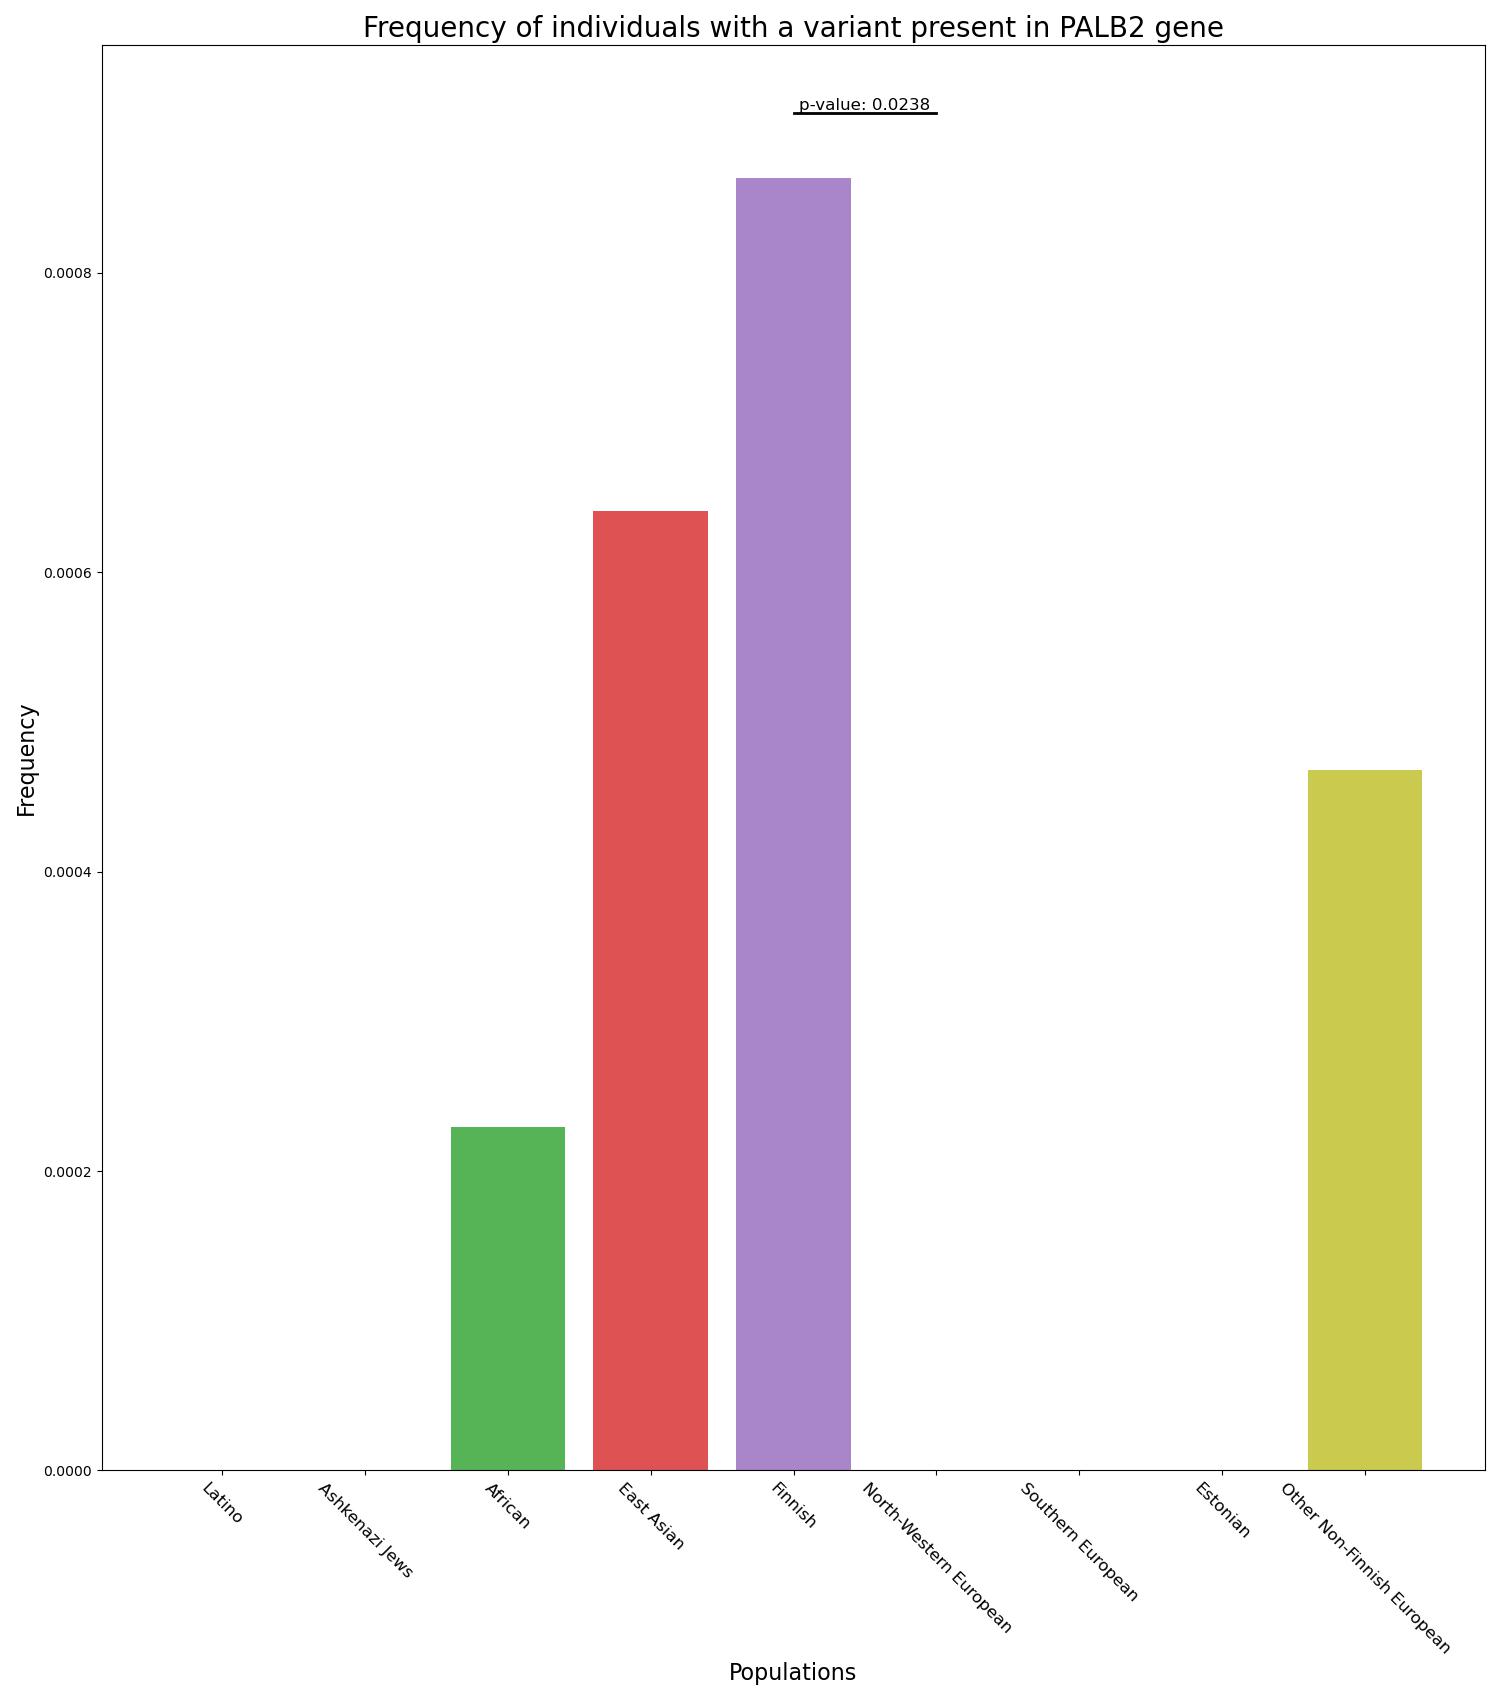 Frequency of individuals with a variant present in PALB2 gene
p-value: 0.0238
0.0008
0.0006
0.0004
0.0002
0.0000
Frequency
Latino
Ashkenazi Jews
African
East Asian
Finnish
North-Western European
Southern European
Estonian
Other Non-Finnish European
Populations